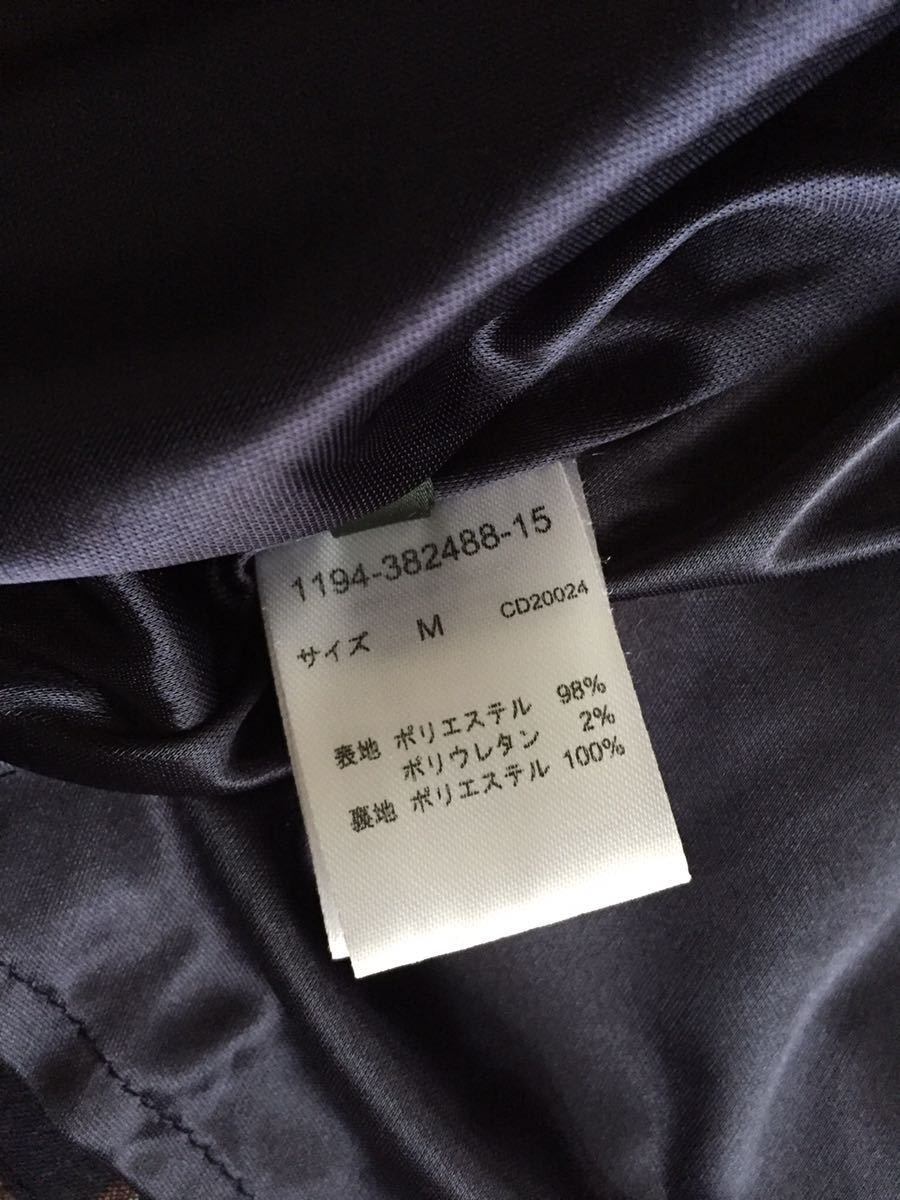 1194-382488-15
サイズ M CD20024
表地 ポリエステル 98%
ポリウレタン 2%
裏地 ポリエステル 100%